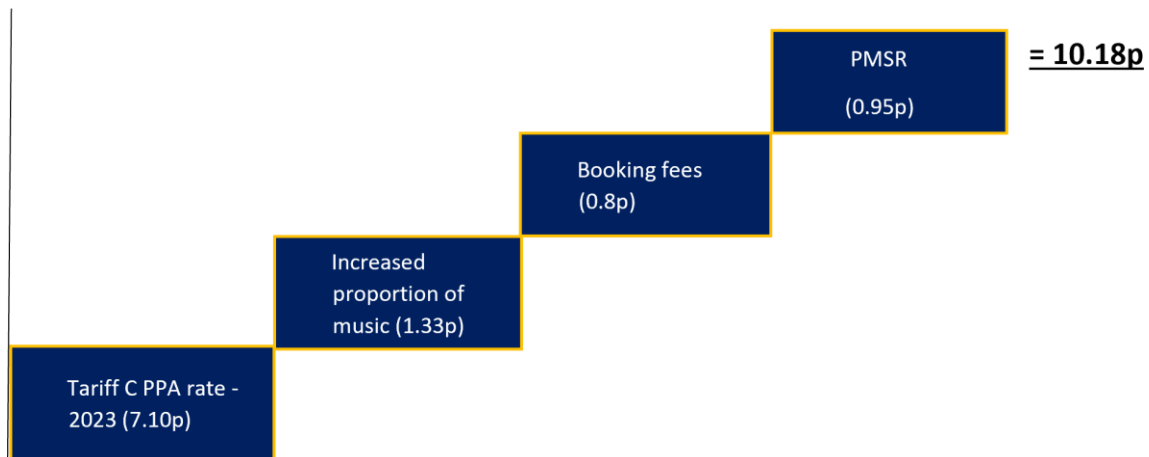 PMSR
(0.95p)
= 10.18p
Booking fees
(0.8p)
Increased
proportion of
music (1.33p)
Tariff C PPA rate -
2023 (7.10p)